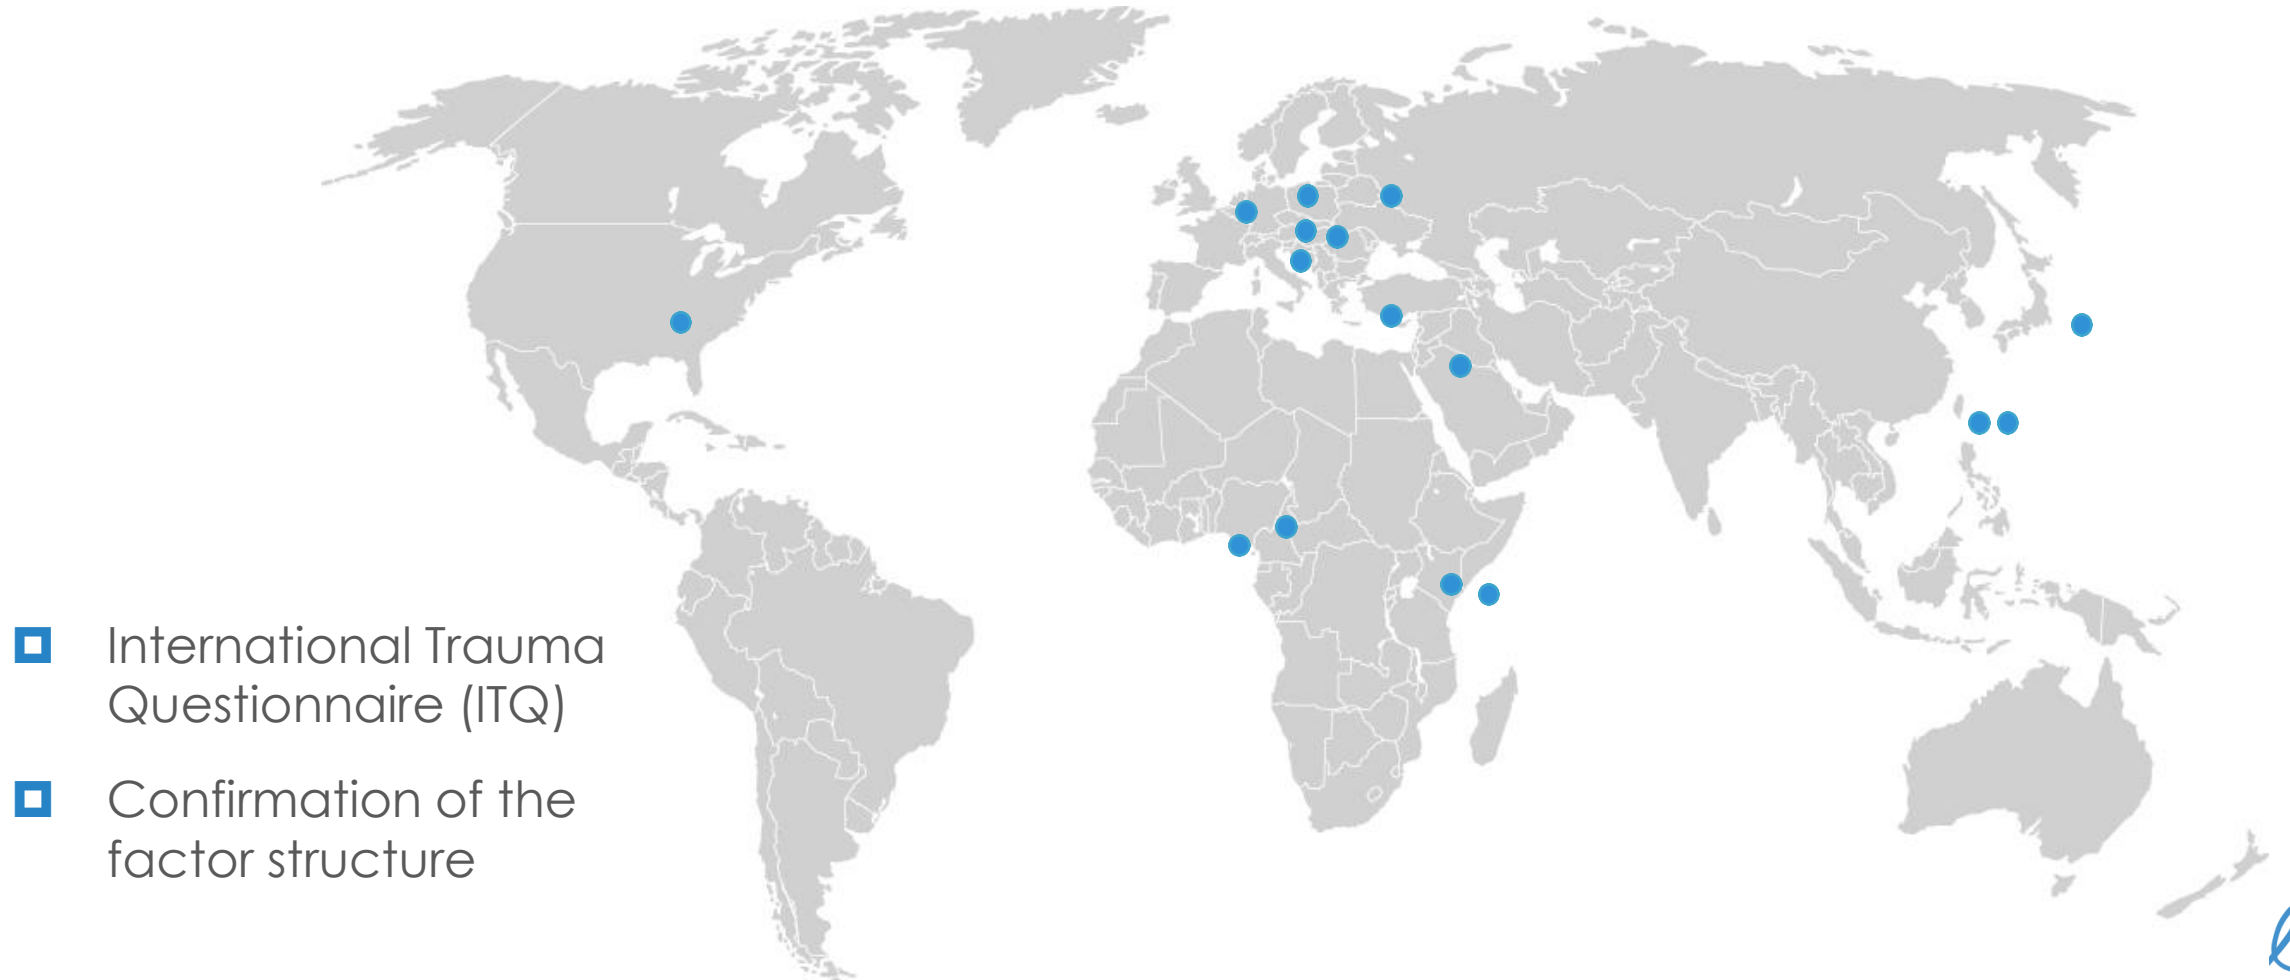 International Trauma
Questionnaire (ITQ)
Confirmation of the
factor structure